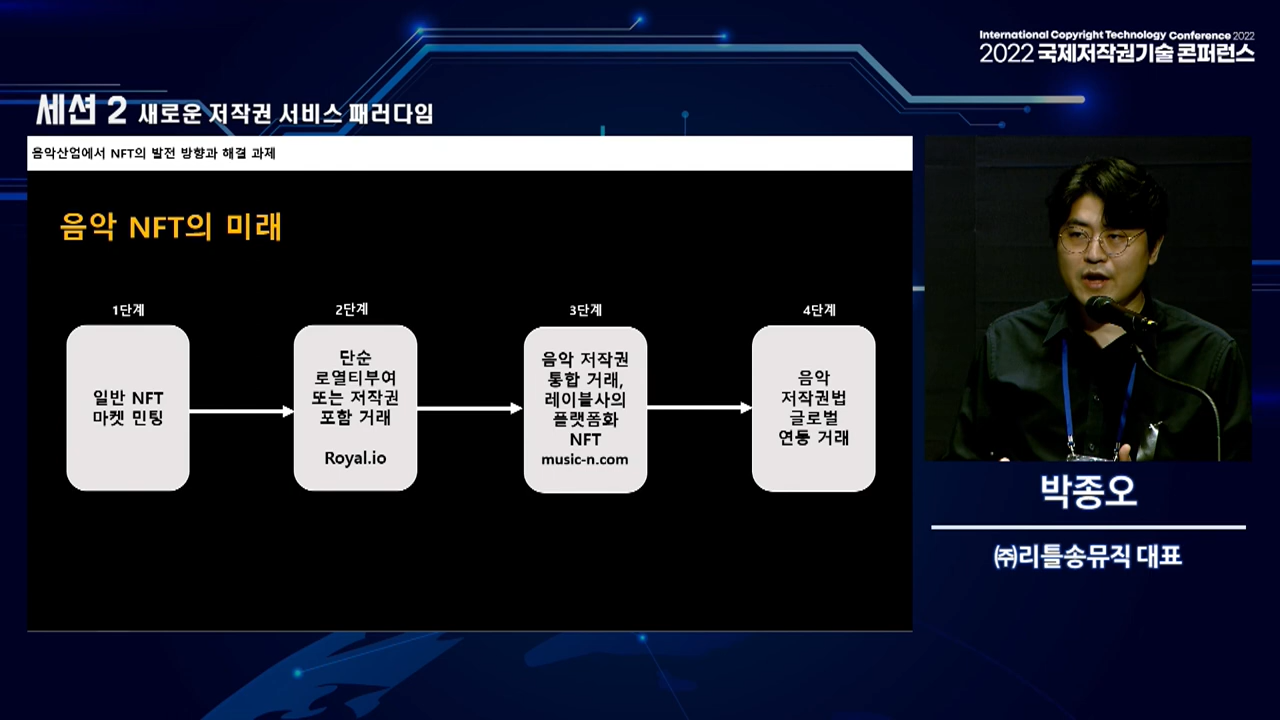 International Copyright Technology Conference 2022
2022 국제저작권기술 콘퍼런스
세션 2 새로운 저작권 서비스 패러다임
음악산업에서 NFT의 발전 방향과 해결 과제
음악 NFT의 미래
1단계
일반 NFT
마켓 민팅
2단계
단순
로열티부여
또는 저작권
포함 거래
Royal.io
3단계
음악 저작권
통합 거래,
레이블사의
플랫폼화
NFT
music-n.com
4단계
음악
저작권법
글로벌
연동 거래
박종오
㈜리틀송뮤직 대표